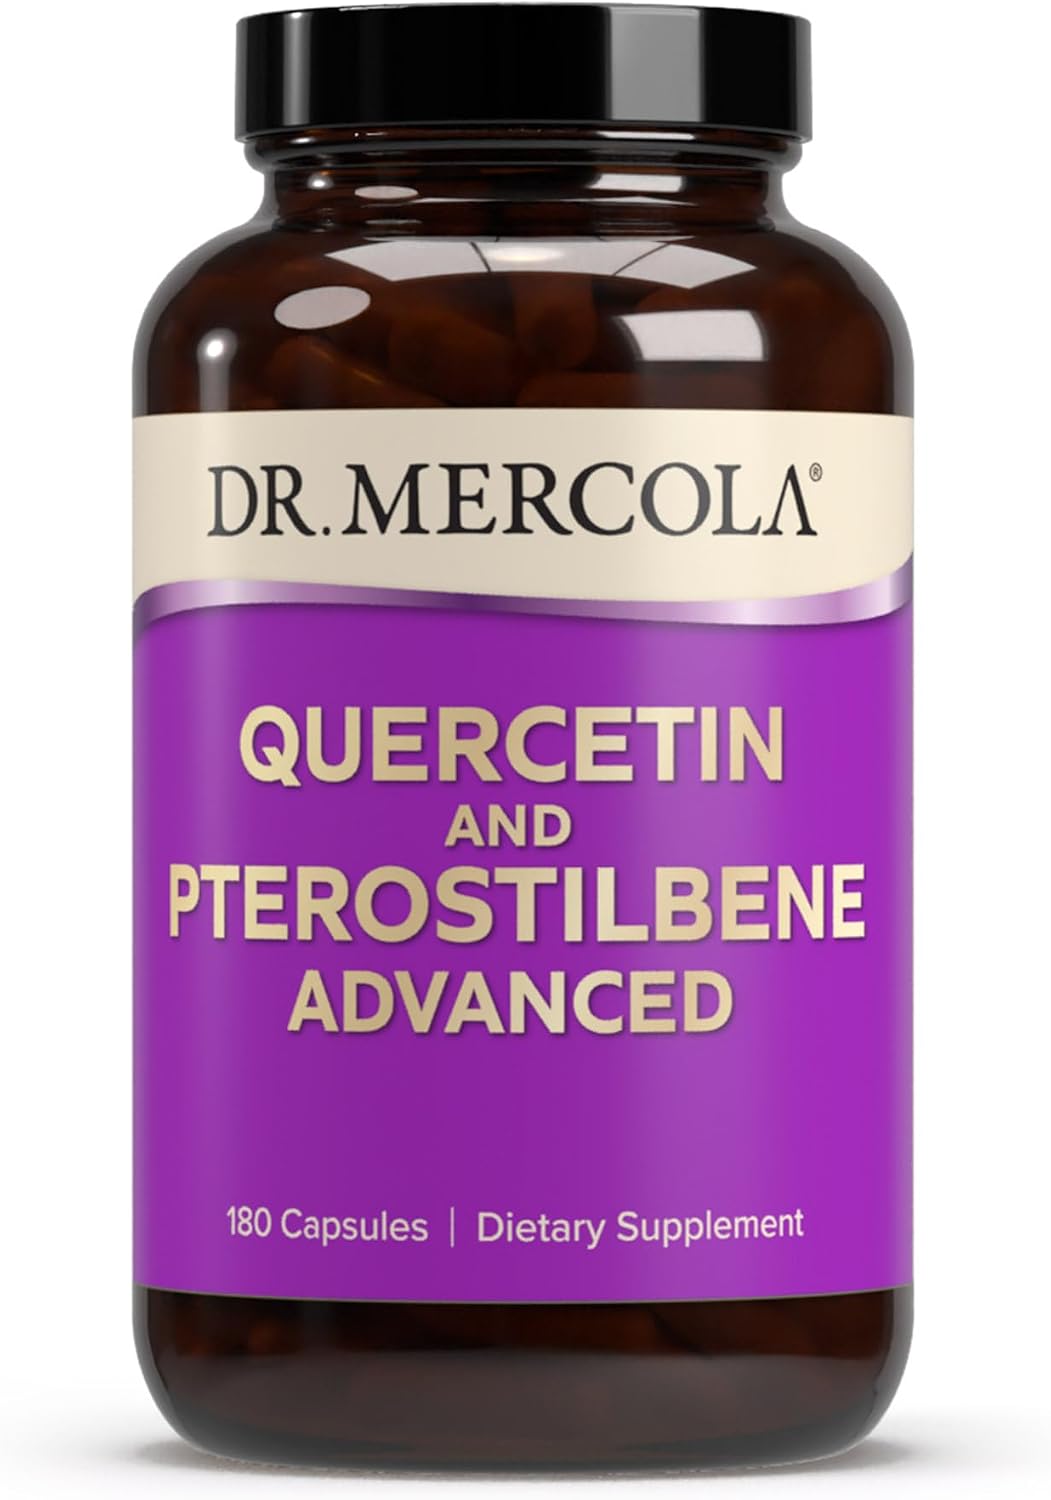 DR. MERCOLA®
QUERCETIN
AND
PTEROSTILBENE
ADVANCED
180 Capsules | Dietary Supplement